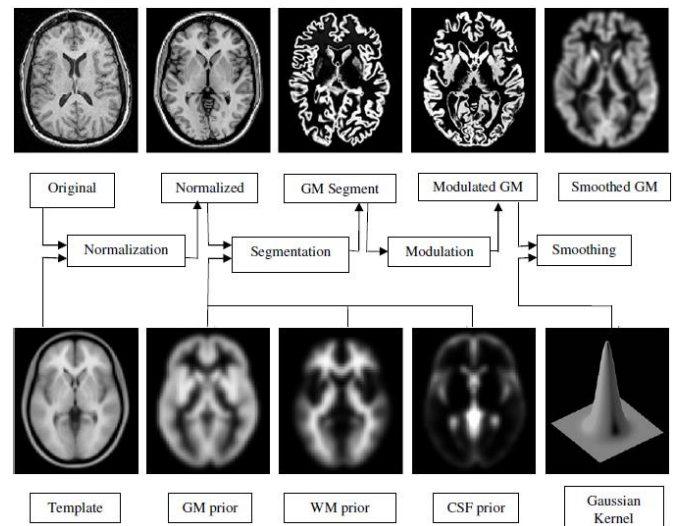 Original
Normalized
GM Segment
Modulated GM
Smoothed GM
Normalization
Segmentation
Modulation
Smoothing
Template
GM prior
WM prior
CSF prior
Gaussian
Kernel